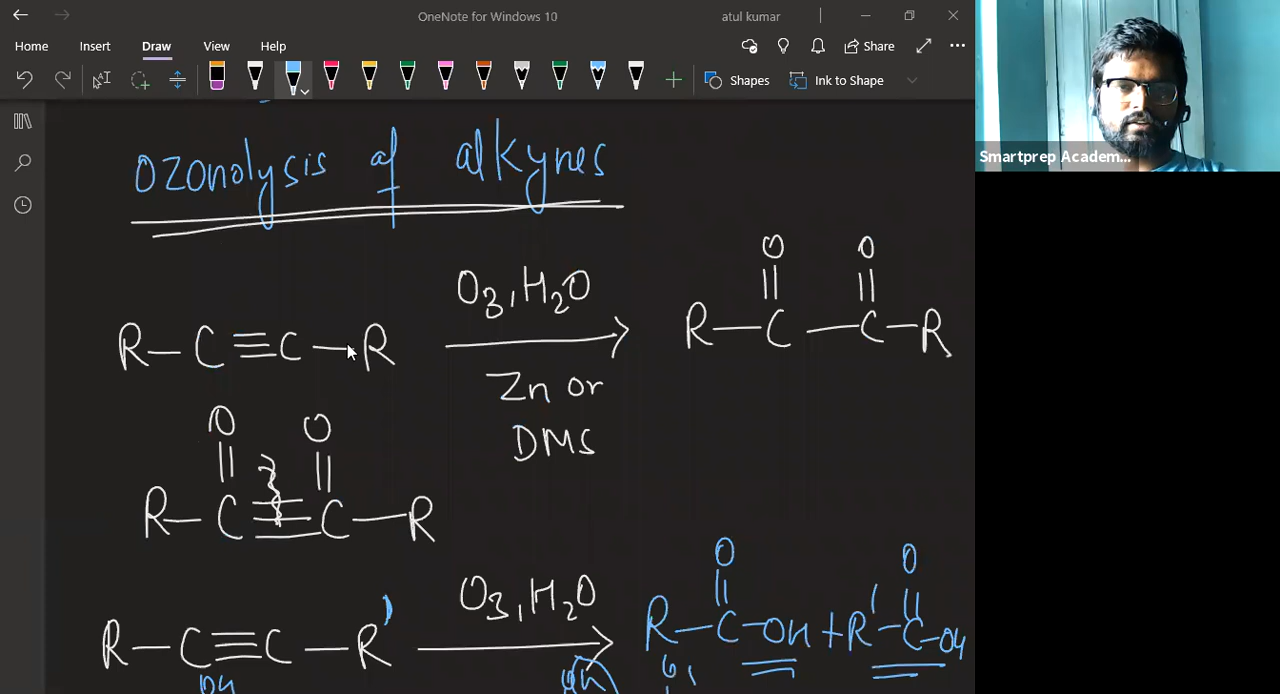 OneNote for Windows 10
atul kumar
Home Insert Draw View Help
Share
Shapes
Ink to Shape
Smartprep Academ...
Ozonolysis of alkynes
O O
O3, H2O
R–C≡C–R → R–C–C–R
Zn or
DMS
O O
R–C≡C–R
O3, H2O
O O
R–C≡C–R' → R–C–OH + R'–C–OH
OH